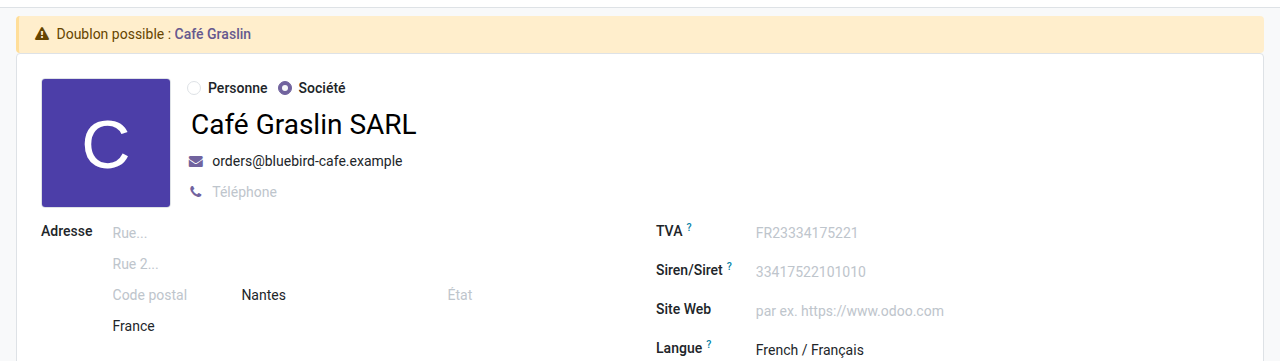 Doublon possible : Café Graslin
C
Personne Société
Café Graslin SARL
orders@bluebird-cafe.example
Téléphone
Adresse
Rue...
Rue 2...
Code postal Nantes État
France
TVA ? FR23334175221
Siren/Siret ? 33417522101010
Site Web par ex. https://www.odoo.com
Langue ? French / Français